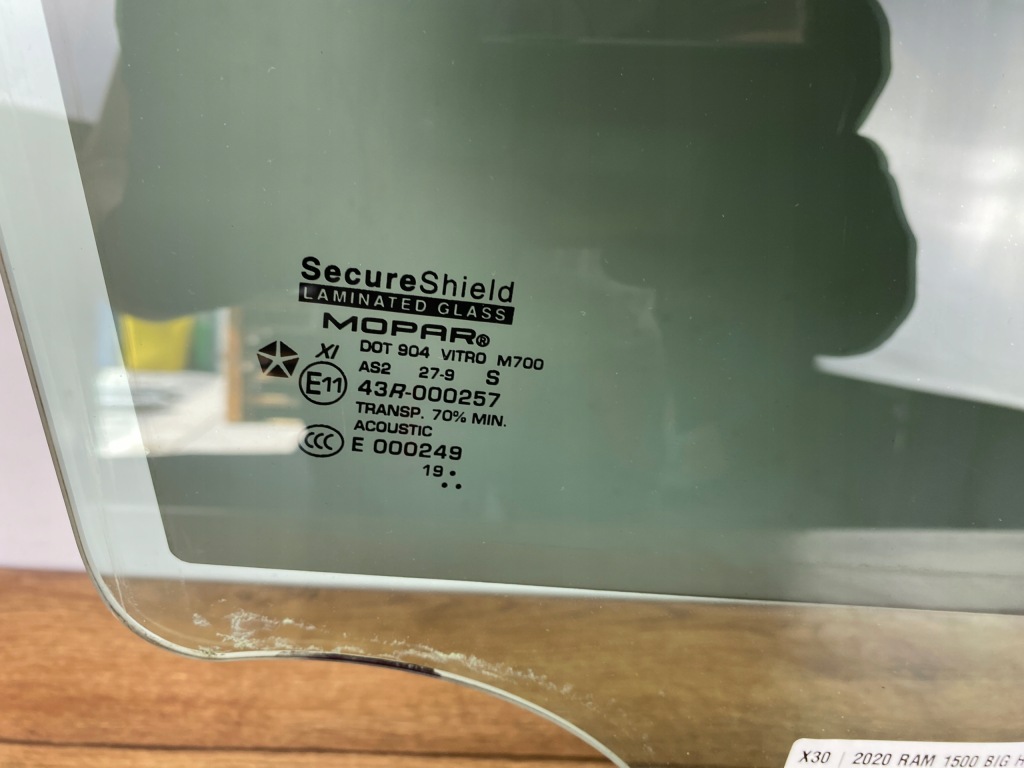 SecureShield
LAMINATED GLASS
MOPAR®
XI DOT 904 VITRO M700
AS2 27-9 S
E11 43R-000257
TRANSP. 70% MIN.
ACOUSTIC
CCC E 000249
19
X30 | 2020 RAM 1500 BIG